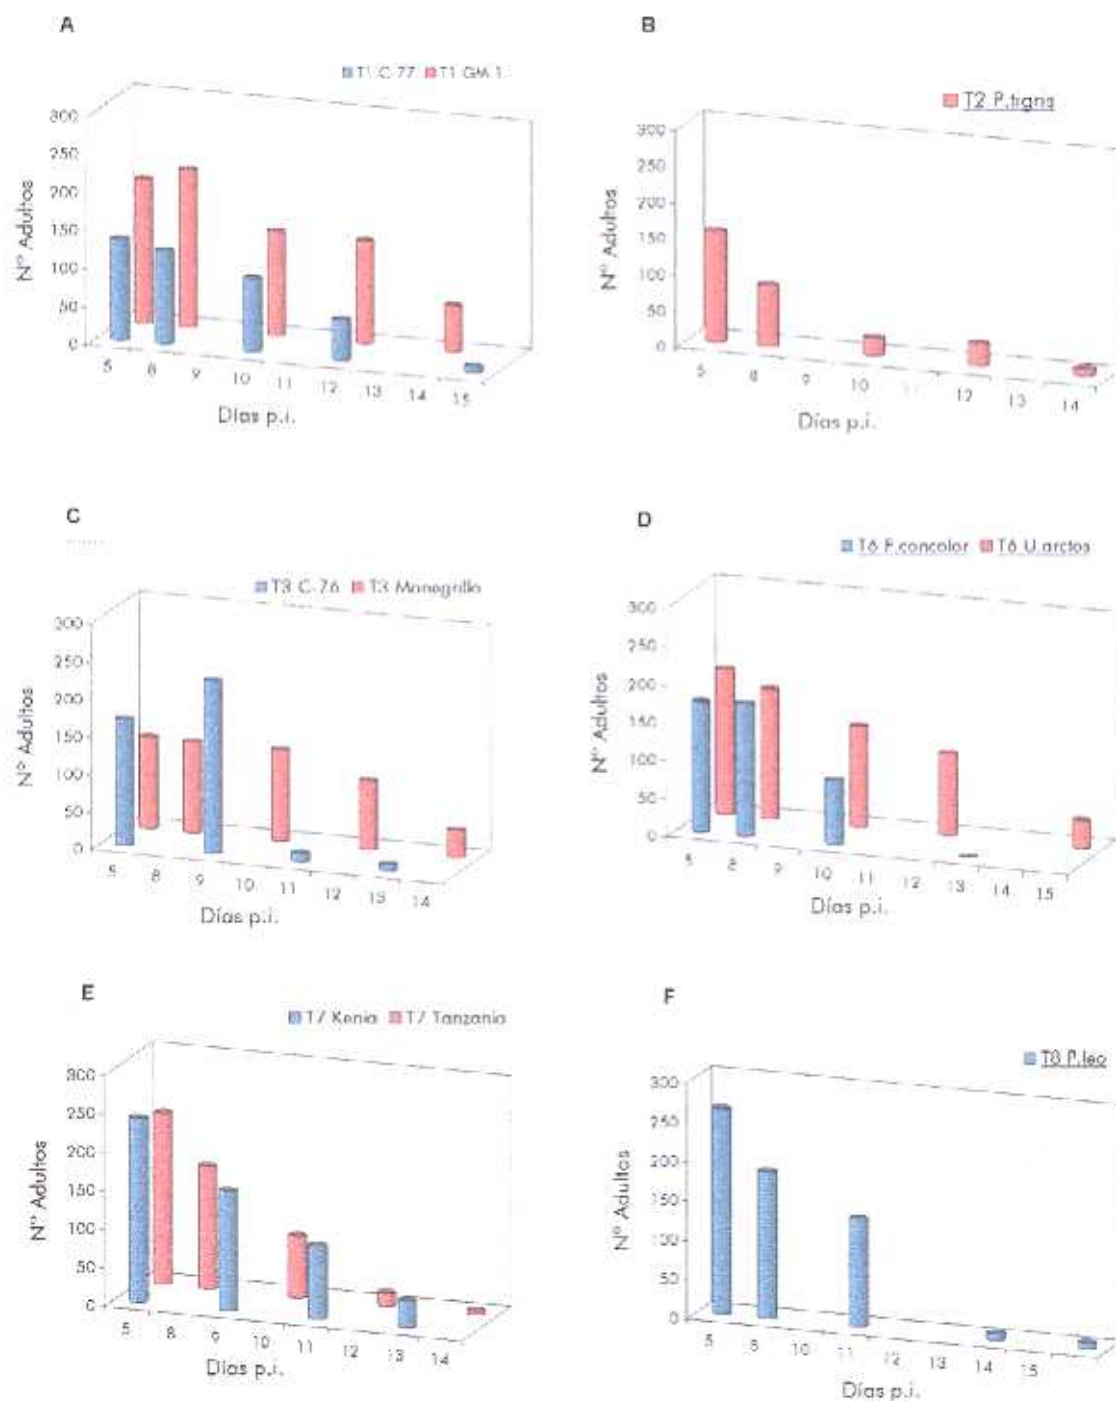 A
T1 C-77 T1 GM 1
300
250
200
150
100
50
0
Nº Adultos
5 8 9 10 11 12 13 14 15
Días p.i.
B
T2 P.tigris
300
250
200
150
100
50
0
Nº Adultos
5 8 9 10 11 12 13 14
Días p.i.
C
T3 C-76 T3 Monegrillo
300
250
200
150
100
50
0
Nº Adultos
5 8 9 10 11 12 13 14
Días p.i.
D
T6 P.concolor T6 U.arctos
300
250
200
150
100
50
0
Nº Adultos
5 8 10 11 12 13 14 15
Días p.i.
E
T7 Kenia T7 Tanzania
300
250
200
150
100
50
0
Nº Adultos
5 8 9 10 11 12 13 14
Días p.i.
F
T8 P.leo
300
250
200
150
100
50
0
Nº Adultos
5 9 10 11 12 13 14 15
Días p.i.